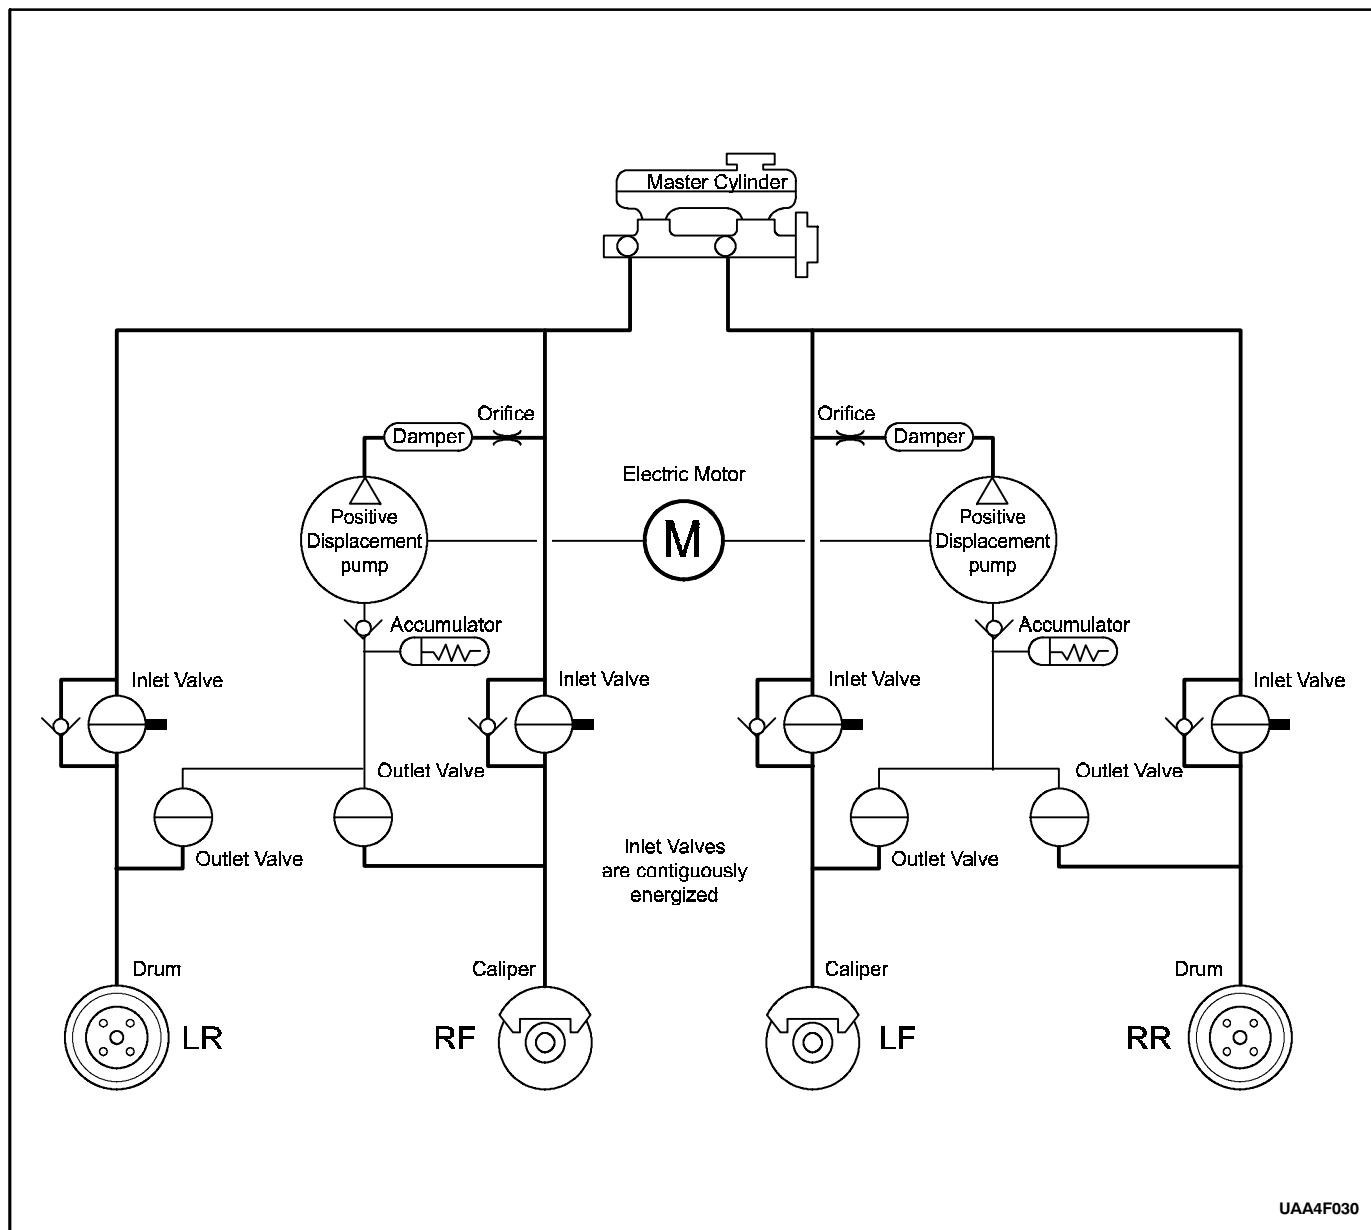 Master Cylinder
Orifice
Orifice
Damper
Damper
Electric Motor
Positive
Displacement
pump
M
Positive
Displacement
pump
Accumulator
Accumulator
Inlet Valve
Inlet Valve
Inlet Valve
Inlet Valve
Outlet Valve
Outlet Valve
Outlet Valve
Outlet Valve
Inlet Valves
are contiguously
energized
Drum
Caliper
Caliper
Drum
LR
RF
LF
RR
UAA4F030